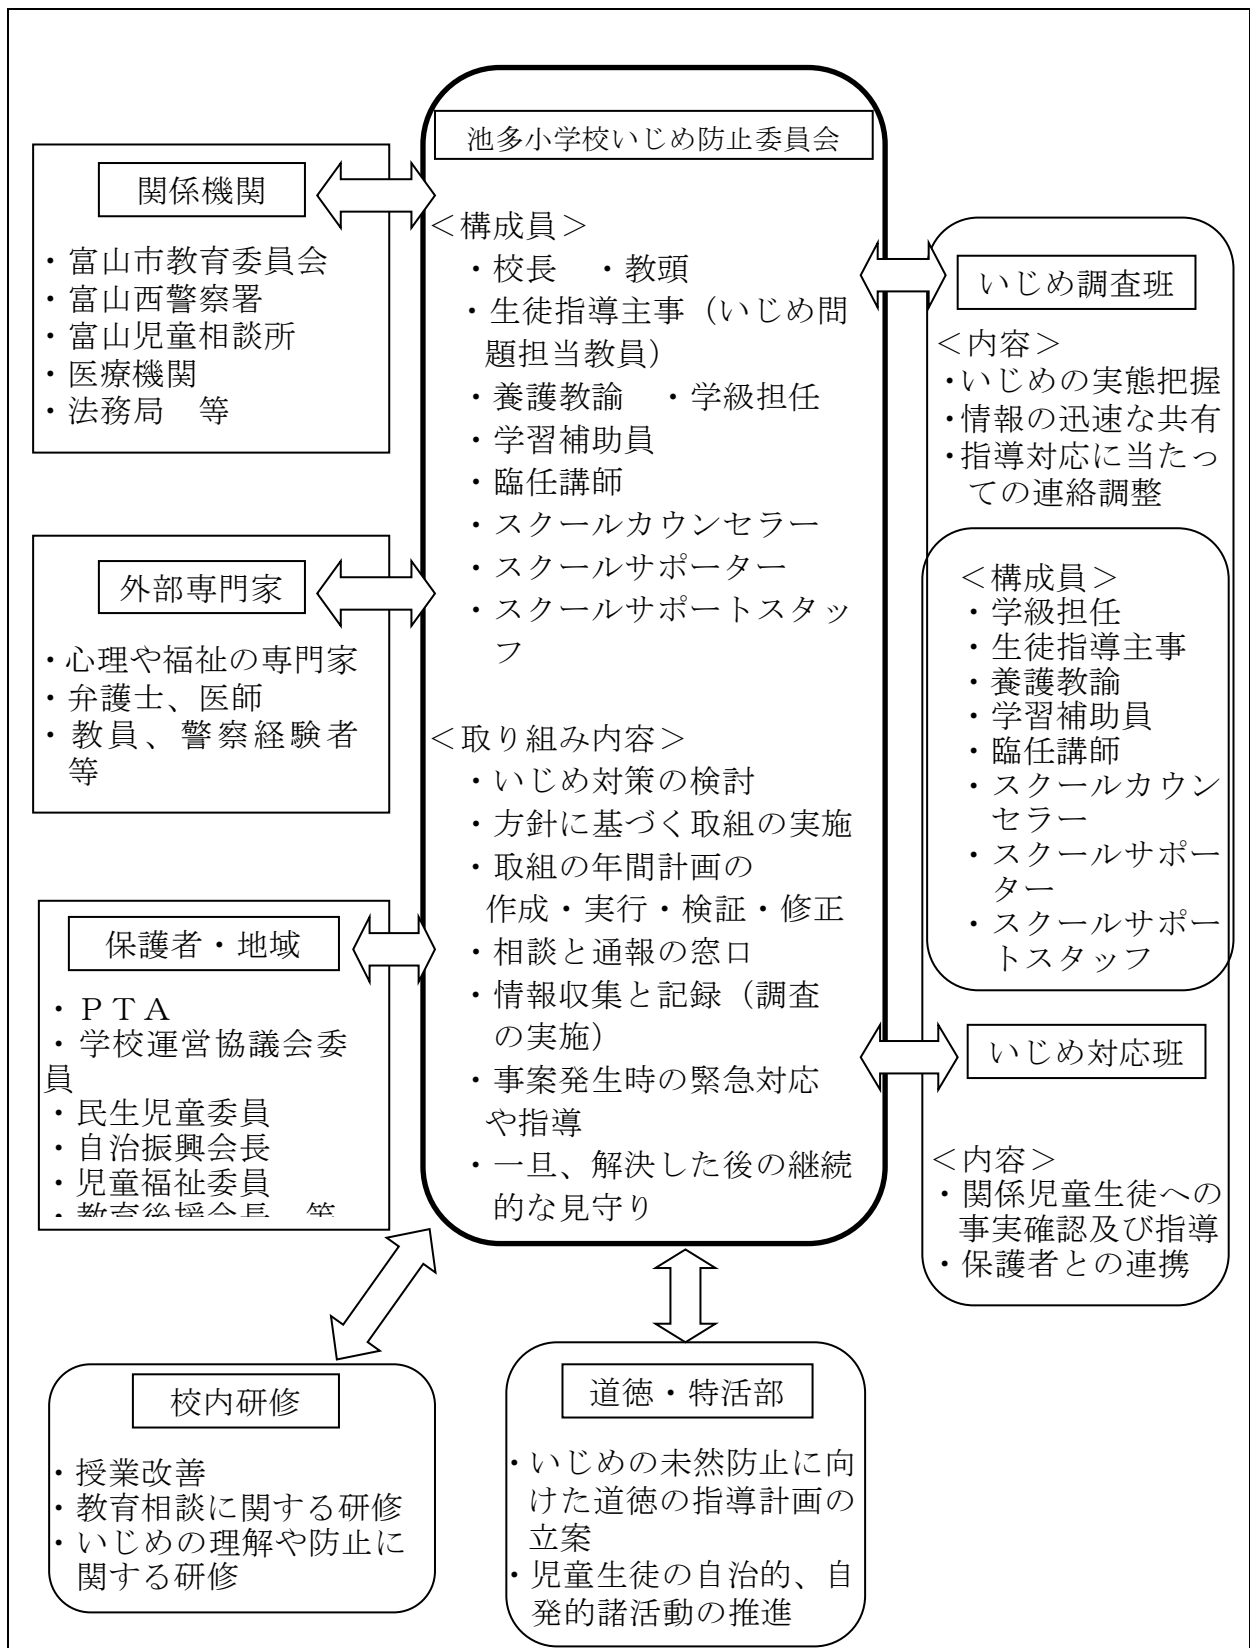 池多小学校いじめ防止委員会
＜構成員＞
・校長　・教頭
・生徒指導主事（いじめ問
題担当教員）
・養護教諭　・学級担任
・学習補助員
・臨任講師
・スクールカウンセラー
・スクールサポーター
・スクールサポートスタッ
フ
＜取り組み内容＞
・いじめ対策の検討
・方針に基づく取組の実施
・取組の年間計画の
作成・実行・検証・修正
・相談と通報の窓口
・情報収集と記録（調査
の実施）
・事案発生時の緊急対応
や指導
・一旦、解決した後の継続
的な見守り
関係機関
・富山市教育委員会
・富山西警察署
・富山児童相談所
・医療機関
・法務局　等
外部専門家
・心理や福祉の専門家
・弁護士、医師
・教員、警察経験者
等
保護者・地域
・ＰＴＡ
・学校運営協議会委
員
・民生児童委員
・自治振興会長
・児童福祉委員
・教育後援会長　等
いじめ調査班
＜内容＞
・いじめの実態把握
・情報の迅速な共有
・指導対応に当たっ
ての連絡調整
＜構成員＞
・学級担任
・生徒指導主事
・養護教諭
・学習補助員
・臨任講師
・スクールカウン
セラー
・スクールサポー
ター
・スクールサポー
トスタッフ
いじめ対応班
＜内容＞
・関係児童生徒への
事実確認及び指導
・保護者との連携
校内研修
・授業改善
・教育相談に関する研修
・いじめの理解や防止に
関する研修
道徳・特活部
・いじめの未然防止に向
けた道徳の指導計画の
立案
・児童生徒の自治的、自
発的諸活動の推進